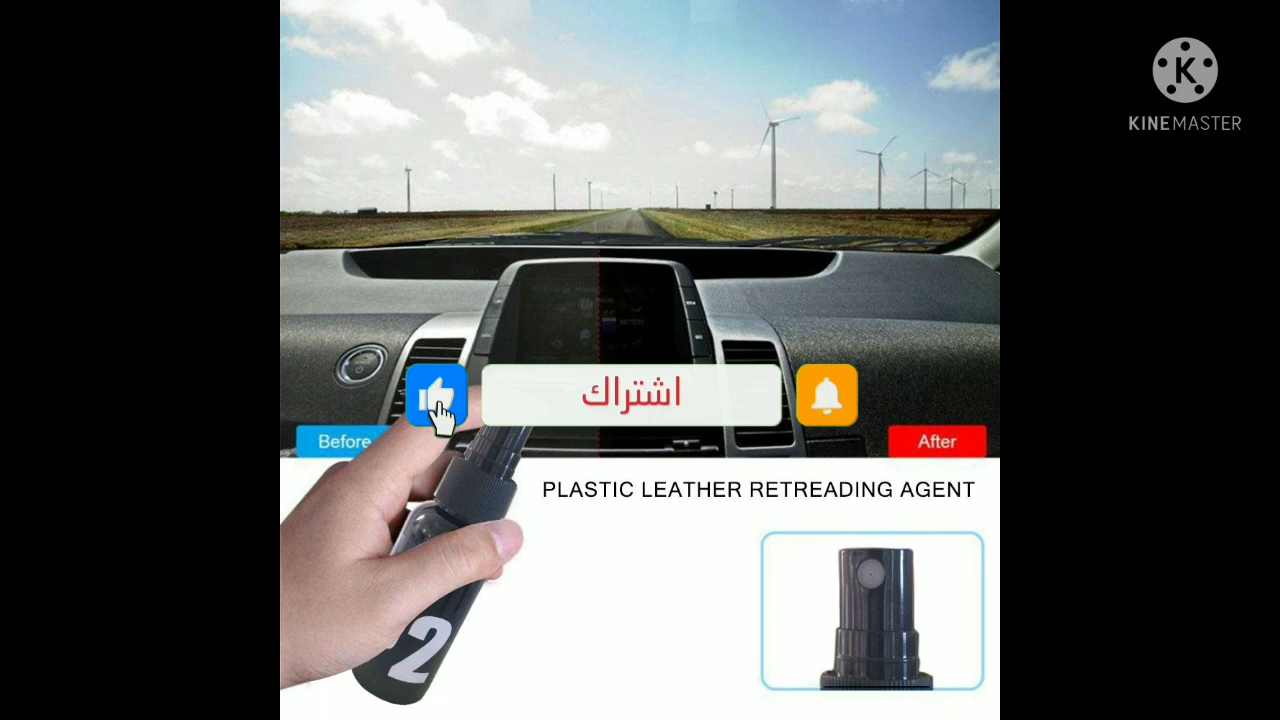 KINEMASTER
اشتراك
Before
After
PLASTIC LEATHER RETREADING AGENT
2